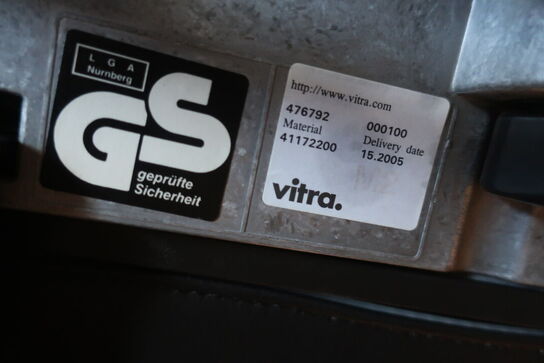 L G A
Nurnberg
GS
geprüfte
Sicherheit
http://www.vitra.com
476792 000100
Material Delivery date
41172200 15.2005
vitra.